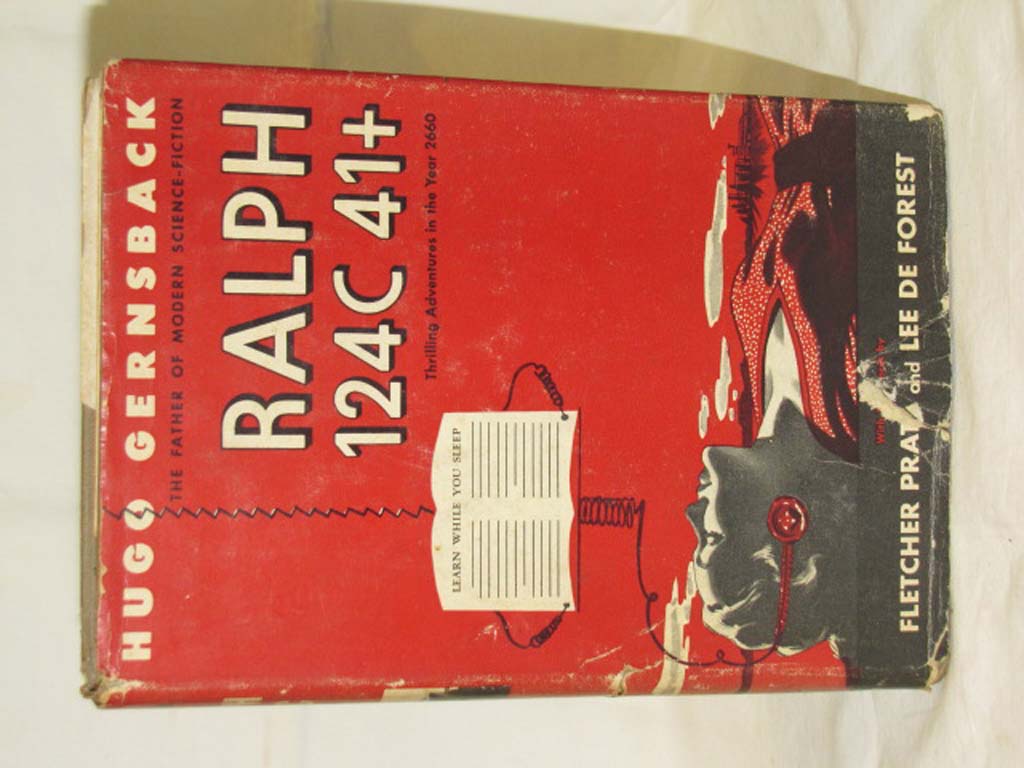 HUGO GERNSBACK
THE FATHER OF MODERN SCIENCE-FICTION
RALPH
124C 41+
Thrilling Adventures in the Year 2660
LEARN WHILE YOU SLEEP
FLETCHER and LEE DE FOREST